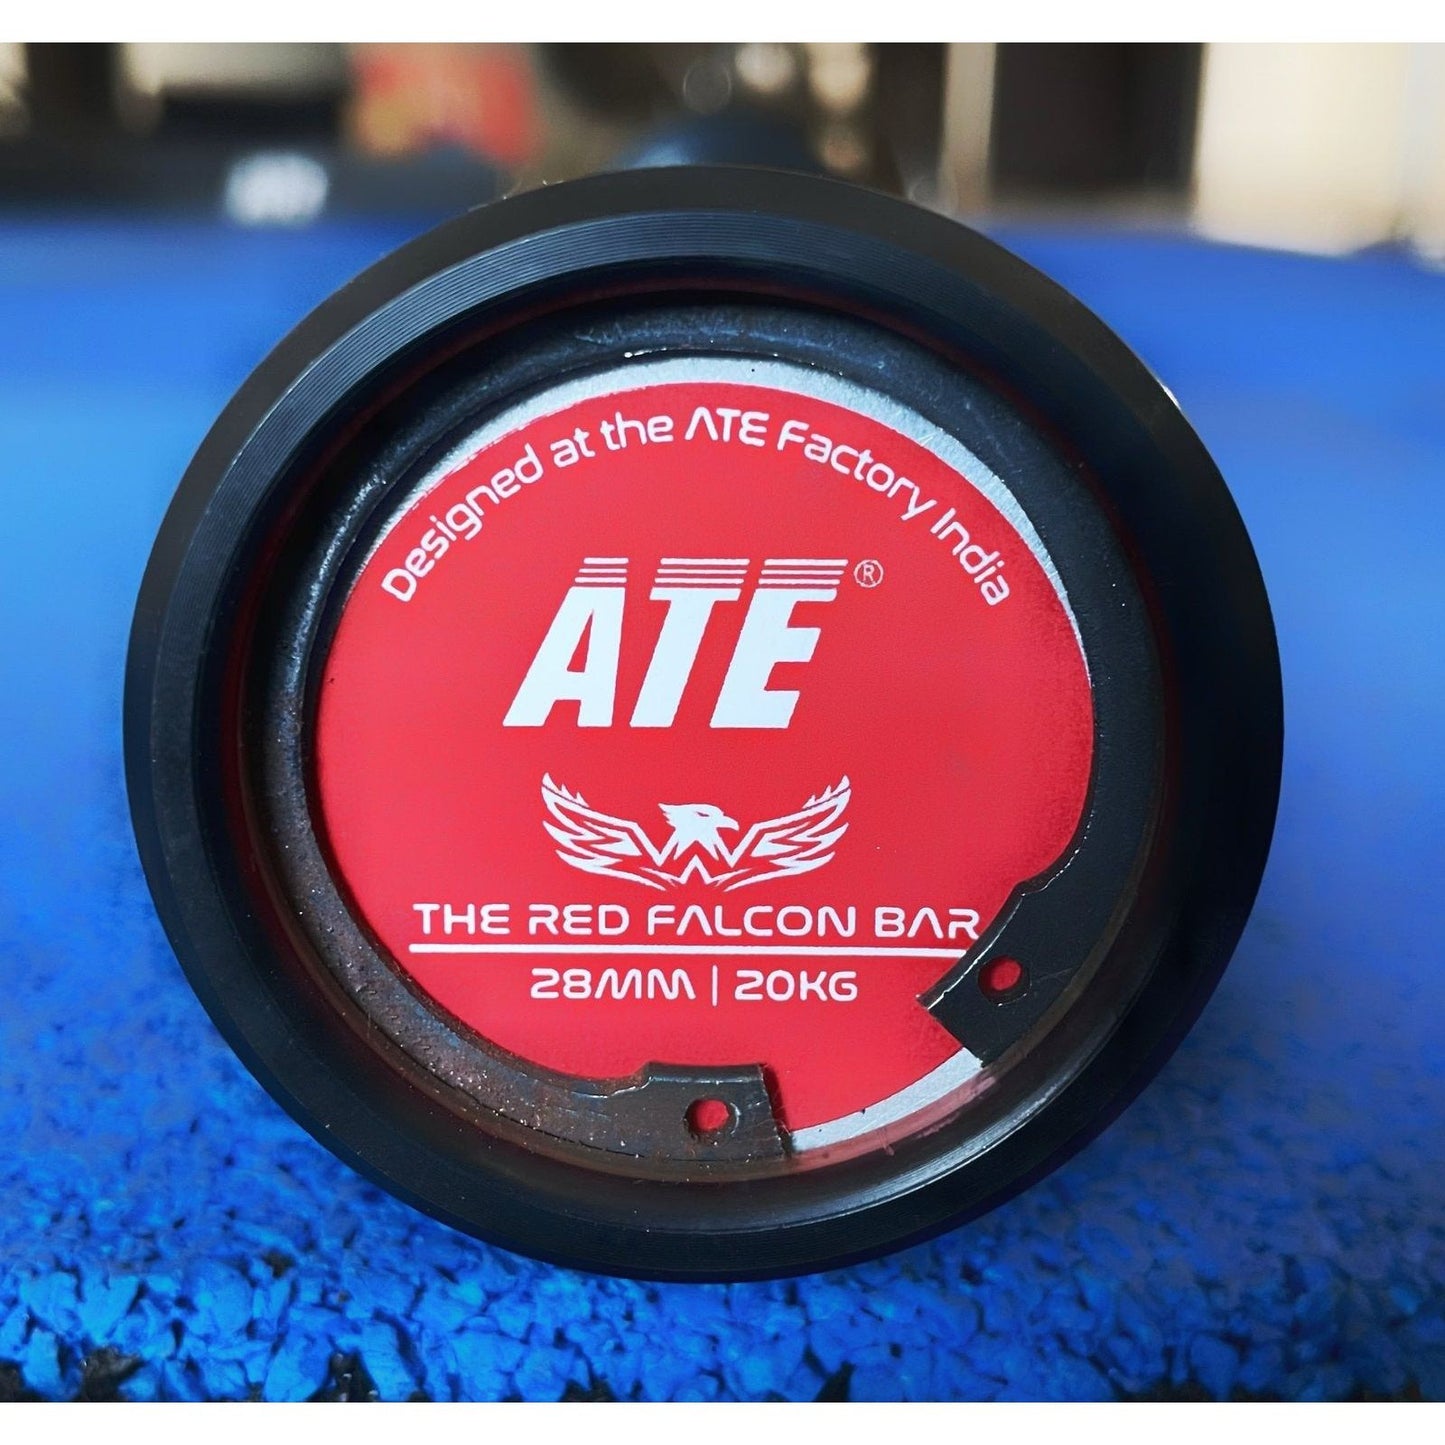 Designed at the ATE Factory India
ATE®
THE RED FALCON BAR
28MM | 20KG